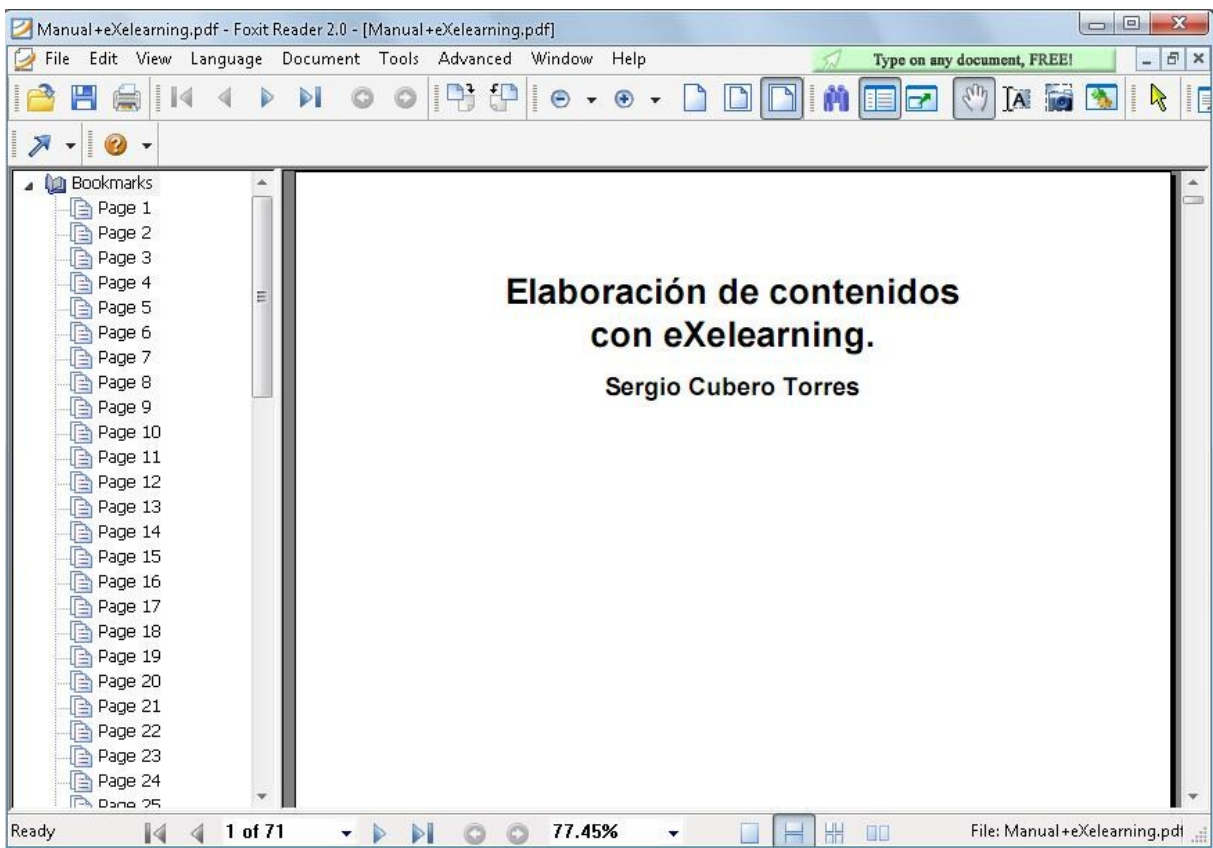 Manual+eXelearning.pdf - Foxit Reader 2.0 - [Manual+eXelearning.pdf]
File Edit View Language Document Tools Advanced Window Help Type on any document, FREE!
Bookmarks
Page 1
Page 2
Page 3
Page 4
Page 5
Page 6
Page 7
Page 8
Page 9
Page 10
Page 11
Page 12
Page 13
Page 14
Page 15
Page 16
Page 17
Page 18
Page 19
Page 20
Page 21
Page 22
Page 23
Page 24
Page 25
Elaboración de contenidos
con eXelearning.
Sergio Cubero Torres
Ready 1 of 71 77.45% File: Manual+eXelearning.pdf